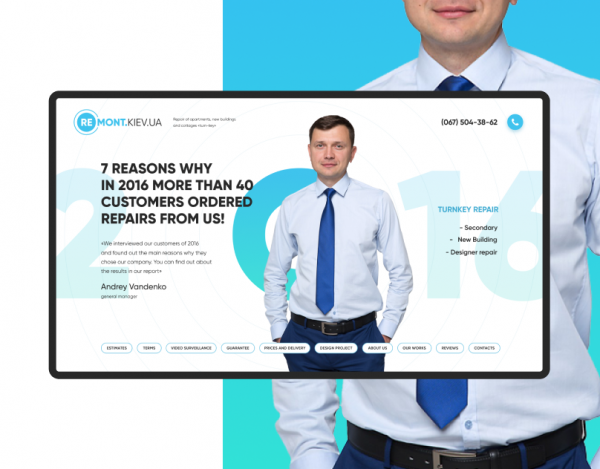 REMONT.KIEV.UA
Repair of apartments, new buildings
and cottages «turn-key»
(067) 504-38-62
7 REASONS WHY
IN 2016 MORE THAN 40
CUSTOMERS ORDERED
REPAIRS FROM US!
2016
«We interviewed our customers of 2016
and found out the main reasons why they
chose our company. You can find out about
the results in our report»
Andrey Vandenko
general manager
TURNKEY REPAIR
- Secondary
- New Building
- Designer repair
ESTIMATES
TERMS
VIDEO SURVEILLANCE
GUARANTEE
PRICES AND DELIVERY
DESIGN PROJECT
ABOUT US
OUR WORKS
REVIEWS
CONTACTS